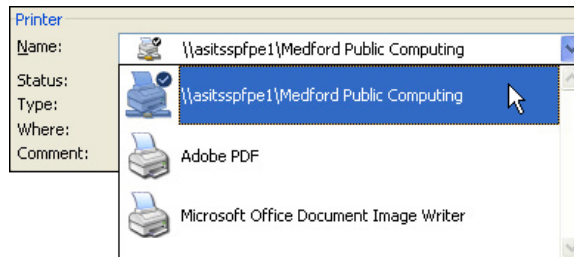 Printer
Name: \\asitsspfpe1\Medford Public Computing
Status: \\asitsspfpe1\Medford Public Computing
Type:
Where:
Comment: Adobe PDF
Microsoft Office Document Image Writer